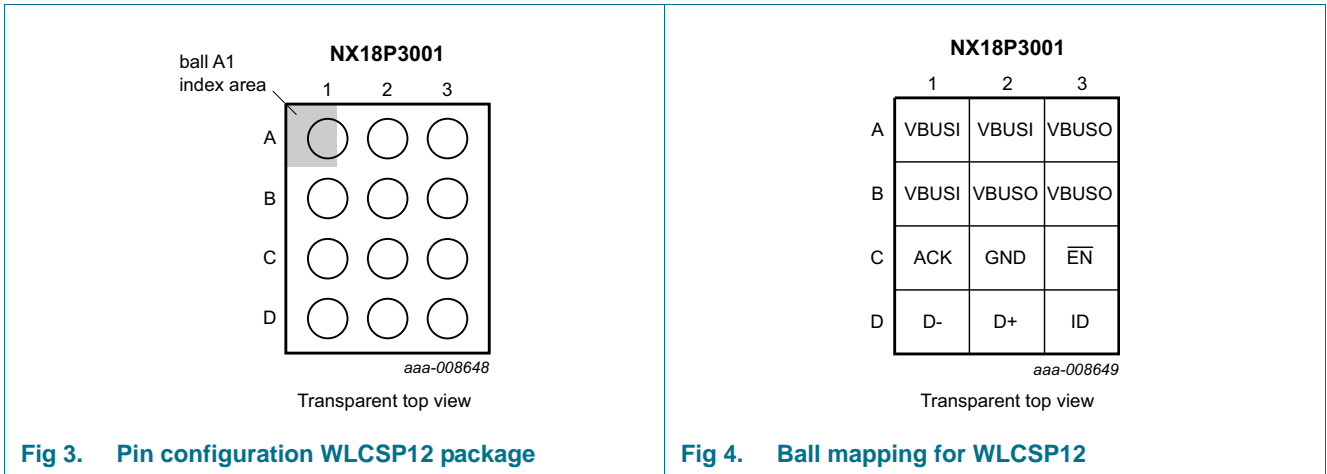 NX18P3001
ball A1
index area
1 2 3
A
B
C
D
aaa-008648
Transparent top view
Fig 3. Pin configuration WLCSP12 package
NX18P3001
1 2 3
A VBUSI VBUSI VBUSO
B VBUSI VBUSO VBUSO
C ACK GND E̅N̅
D D- D+ ID
aaa-008649
Transparent top view
Fig 4. Ball mapping for WLCSP12